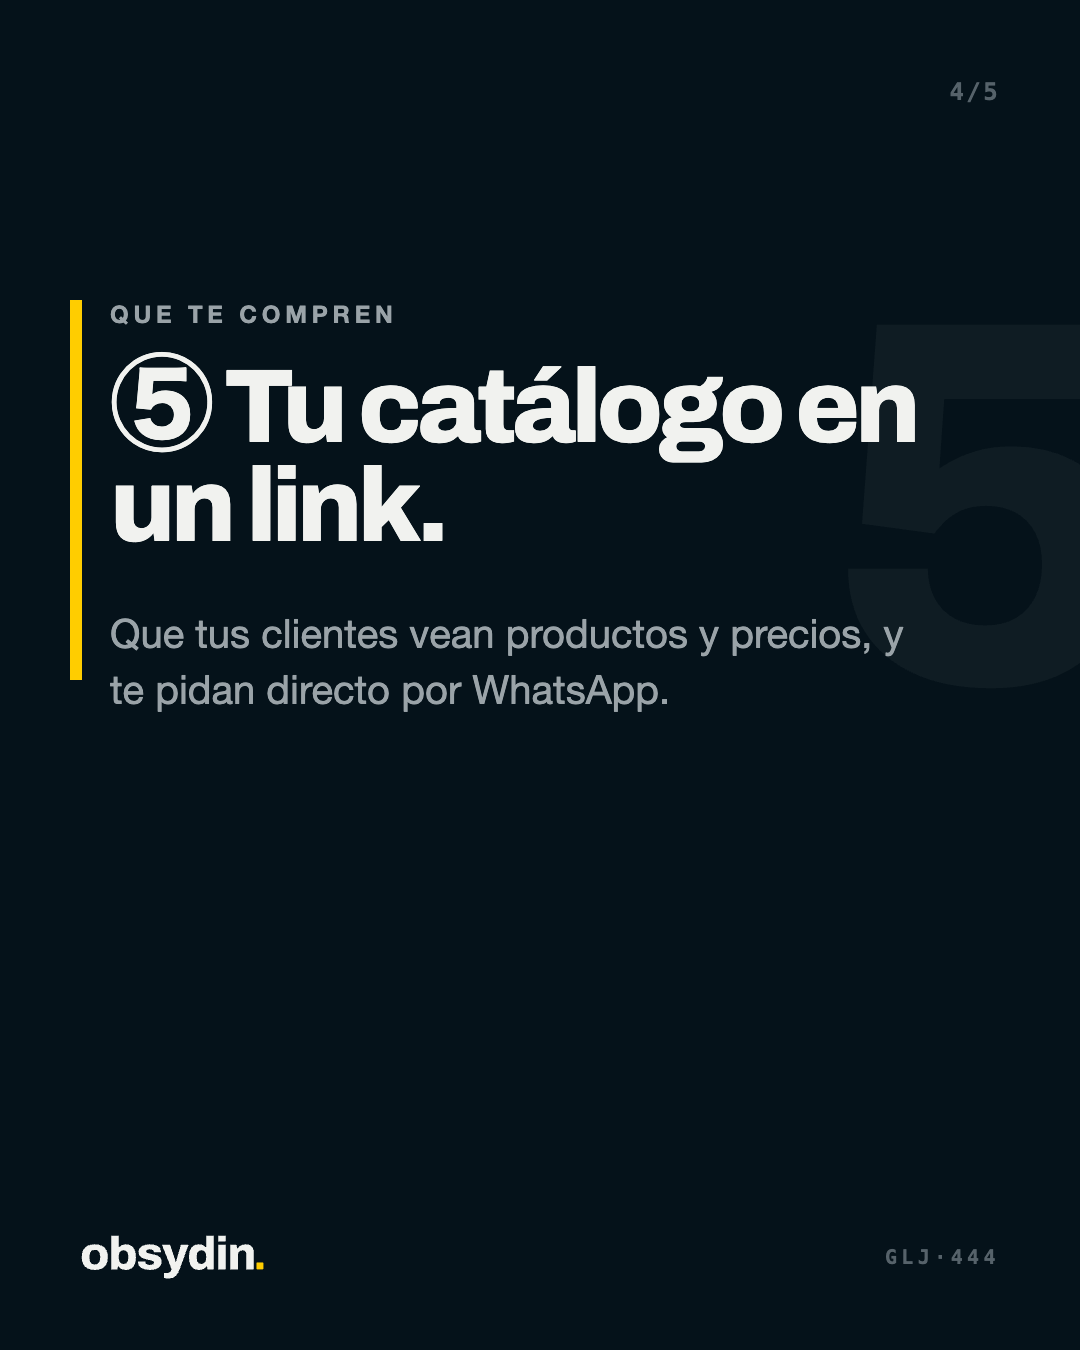 4/5
QUE TE COMPREN
⑤ Tu catálogo en
un link.
5
Que tus clientes vean productos y precios, y
te pidan directo por WhatsApp.
obsydin.
GLJ·444